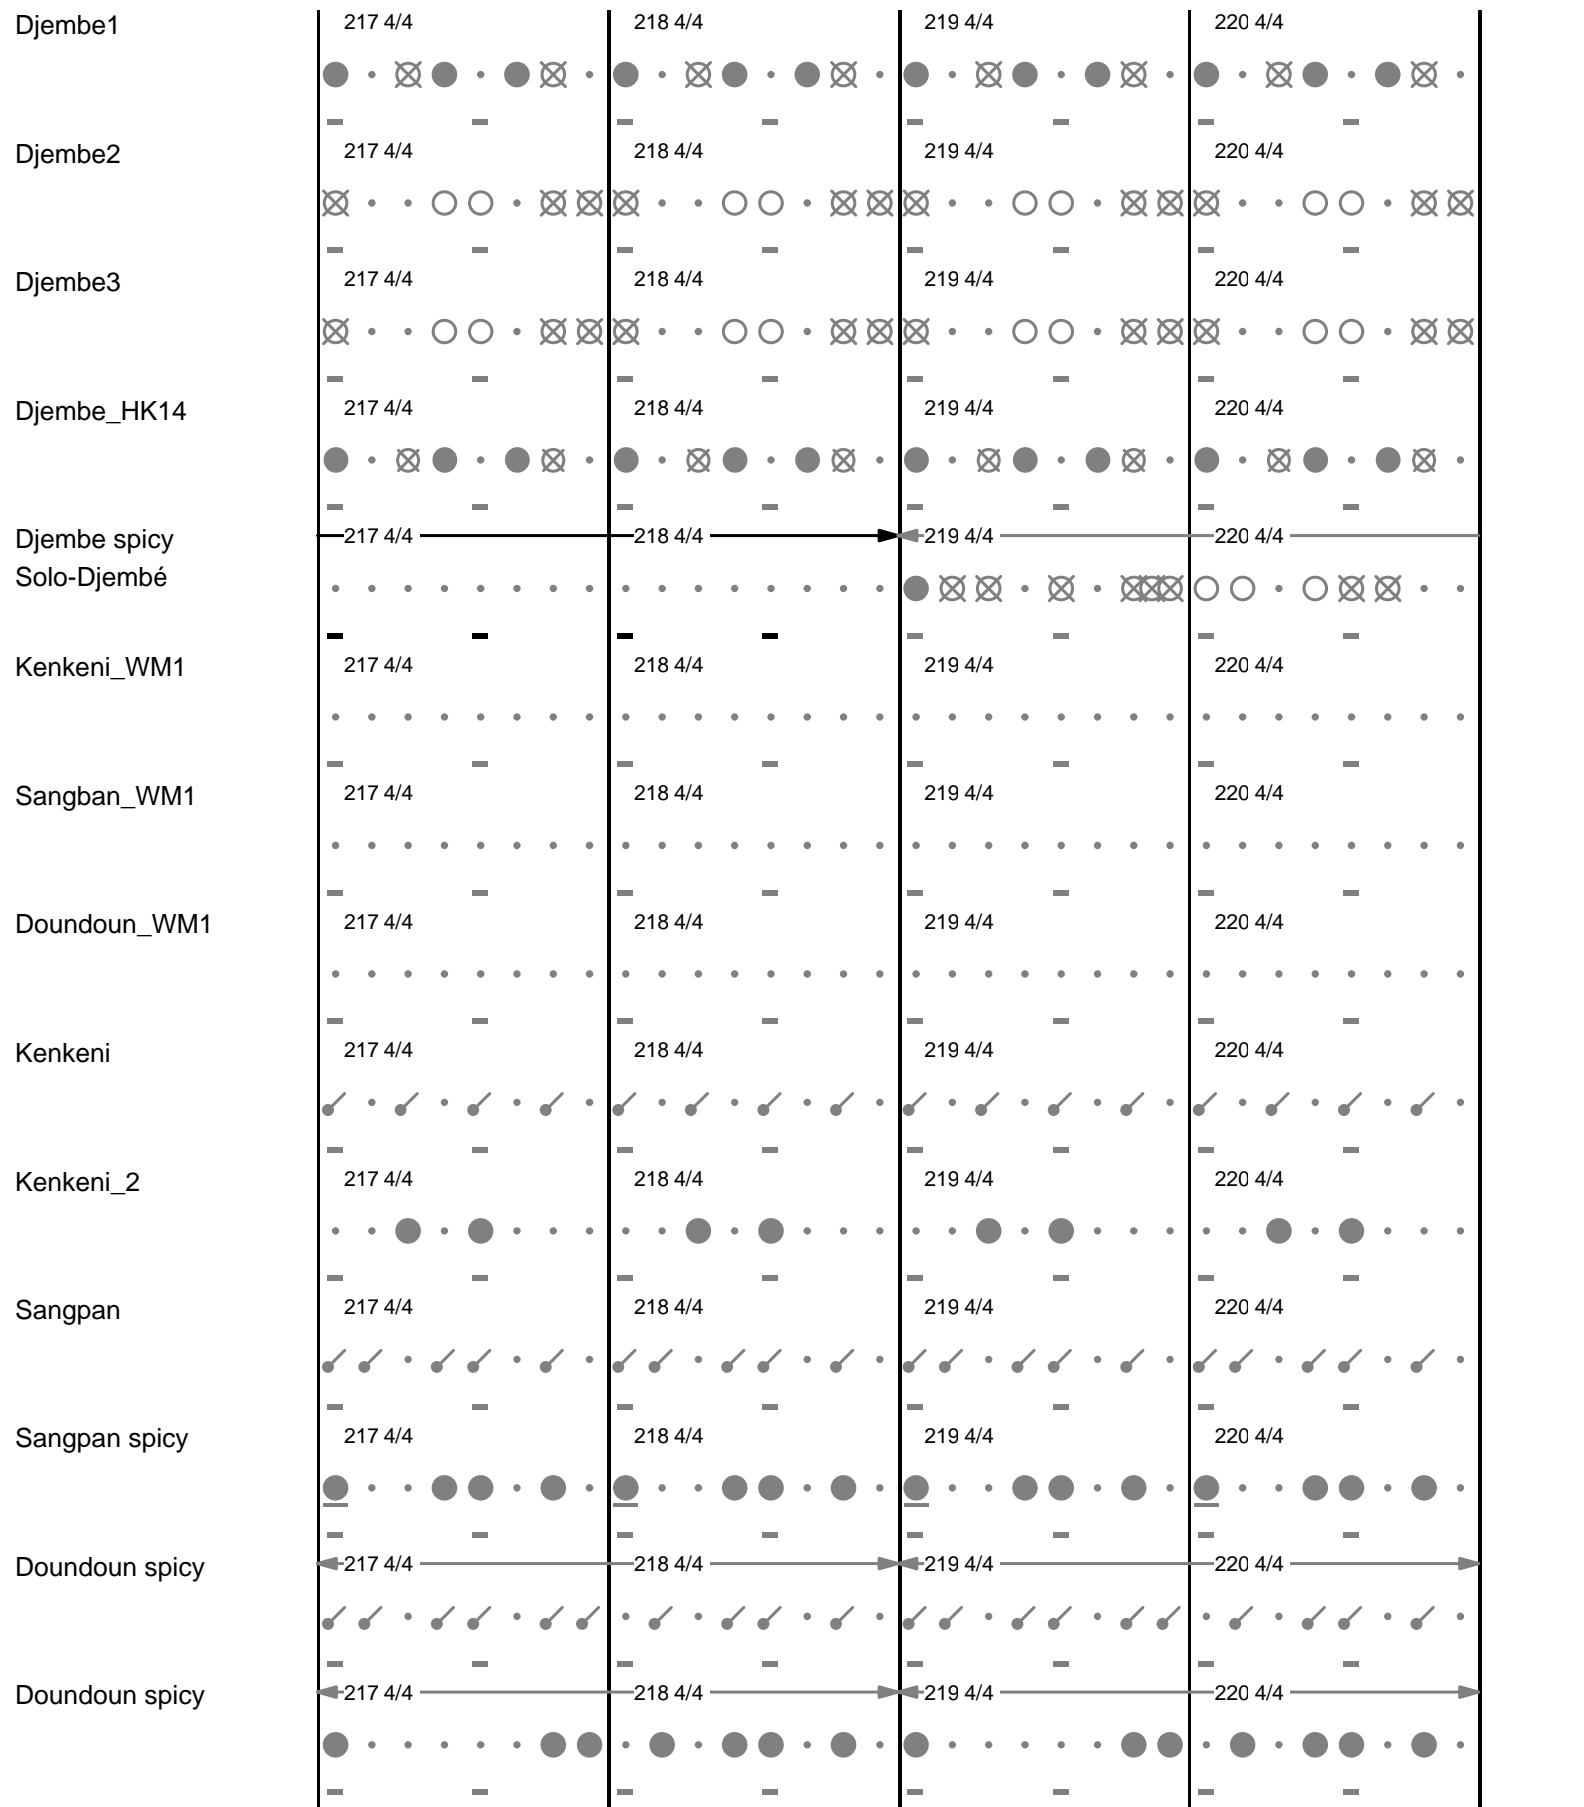 Djembe1 217 4/4 218 4/4 219 4/4 220 4/4
Djembe2 217 4/4 218 4/4 219 4/4 220 4/4
Djembe3 217 4/4 218 4/4 219 4/4 220 4/4
Djembe_HK14 217 4/4 218 4/4 219 4/4 220 4/4
Djembe spicy 217 4/4 218 4/4 219 4/4 220 4/4
Solo-Djembé
Kenkeni_WM1 217 4/4 218 4/4 219 4/4 220 4/4
Sangban_WM1 217 4/4 218 4/4 219 4/4 220 4/4
Doundoun_WM1 217 4/4 218 4/4 219 4/4 220 4/4
Kenkeni 217 4/4 218 4/4 219 4/4 220 4/4
Kenkeni_2 217 4/4 218 4/4 219 4/4 220 4/4
Sangpan 217 4/4 218 4/4 219 4/4 220 4/4
Sangpan spicy 217 4/4 218 4/4 219 4/4 220 4/4
Doundoun spicy 217 4/4 218 4/4 219 4/4 220 4/4
Doundoun spicy 217 4/4 218 4/4 219 4/4 220 4/4